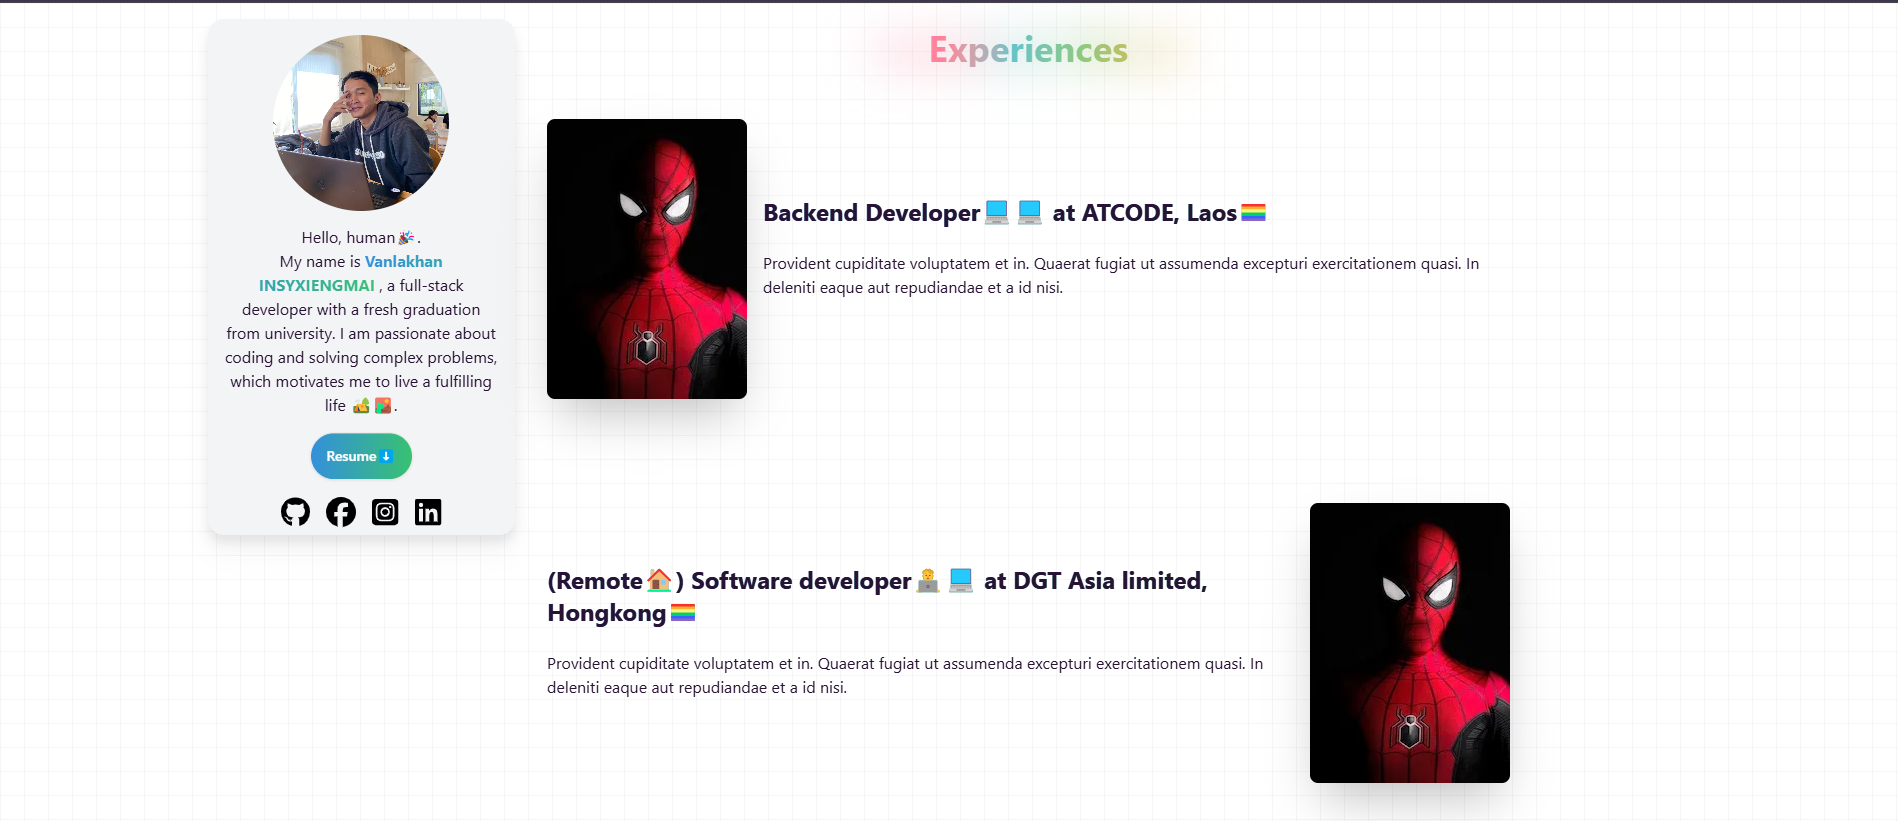 Hello, human🎉.
My name is Vanlakhan
INSYXIENGMAI , a full-stack
developer with a fresh graduation
from university. I am passionate about
coding and solving complex problems,
which motivates me to live a fulfilling
life 🏕️🏞️.
Resume⬇️
Experiences
Backend Developer💻💻 at ATCODE, Laos🏳️‍🌈
Provident cupiditate voluptatem et in. Quaerat fugiat ut assumenda excepturi exercitationem quasi. In
deleniti eaque aut repudiandae et a id nisi.
(Remote🏠) Software developer🧑‍💻💻 at DGT Asia limited,
Hongkong🏳️‍🌈
Provident cupiditate voluptatem et in. Quaerat fugiat ut assumenda excepturi exercitationem quasi. In
deleniti eaque aut repudiandae et a id nisi.